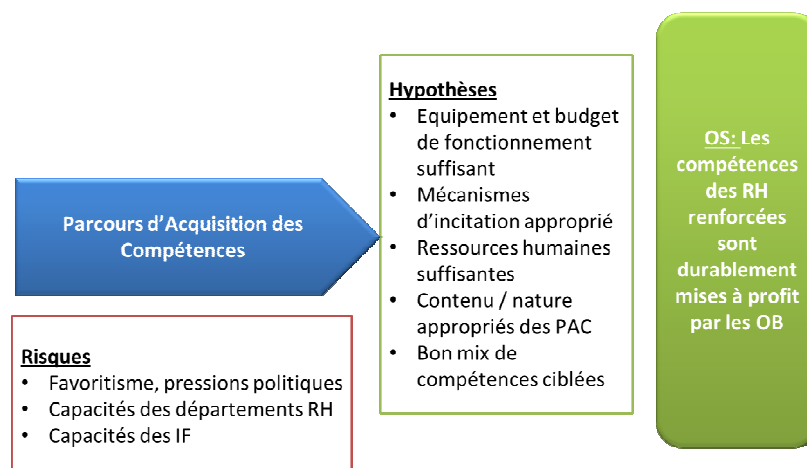 Parcours d'Acquisition des
Compétences
Risques
• Favoritisme, pressions politiques
• Capacités des départements RH
• Capacités des IF
Hypothèses
• Equipement et budget
de fonctionnement
suffisant
• Mécanismes
d'incitation approprié
• Ressources humaines
suffisantes
• Contenu / nature
appropriés des PAC
• Bon mix de
compétences ciblées
OS: Les
compétences
des RH
renforcées
sont
durablement
mises à profit
par les OB